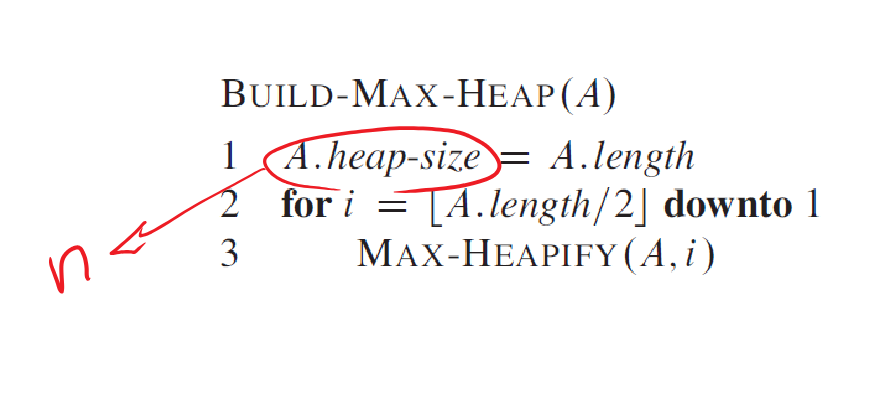 BUILD-MAX-HEAP(A)
1 A.heap-size = A.length
2 for i = ⌊A.length/2⌋ downto 1
3 MAX-HEAPIFY(A, i)
n